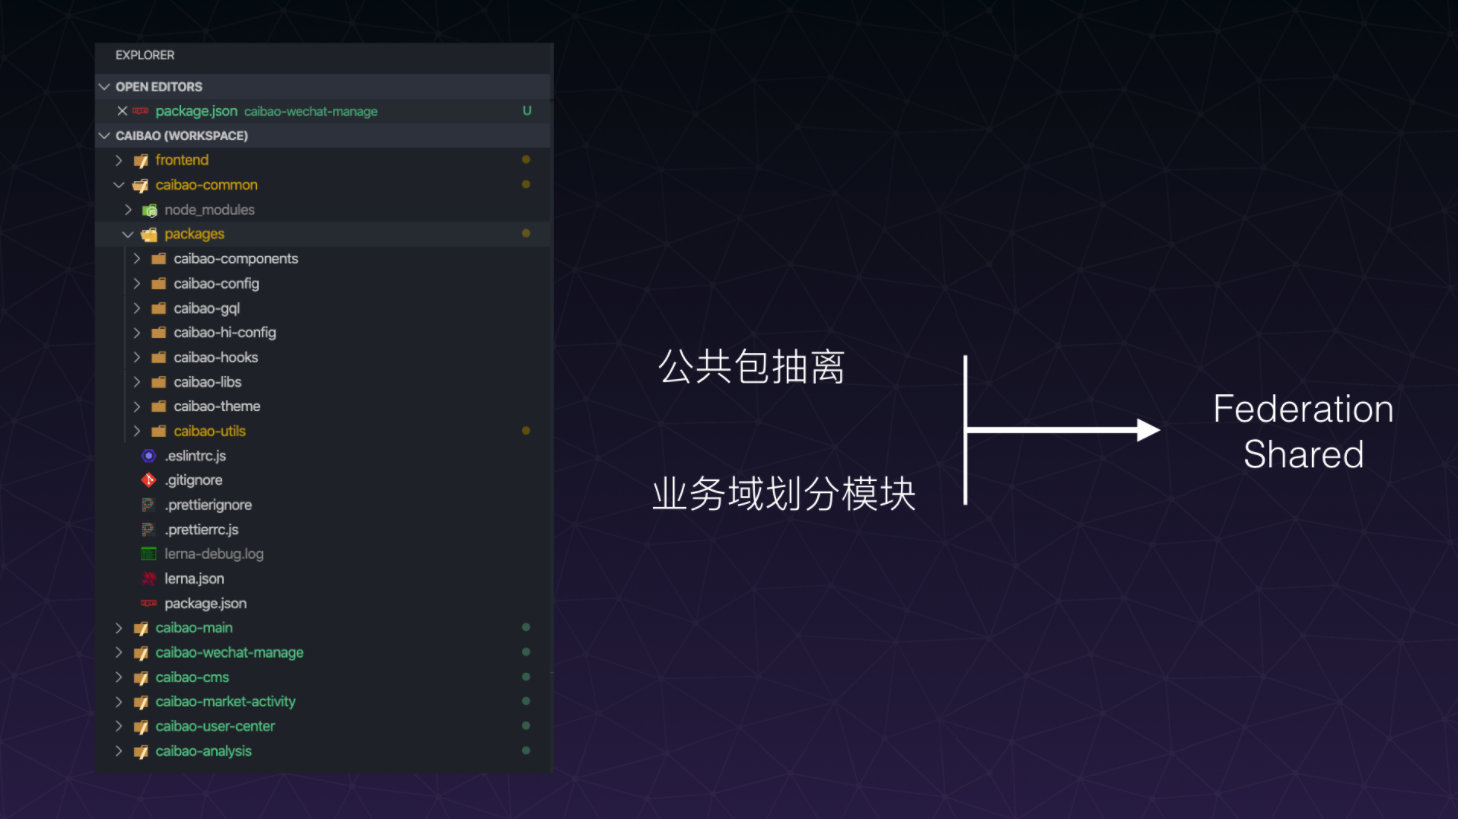 EXPLORER
OPEN EDITORS
package.json caibao-wechat-manage U
CAIBAO (WORKSPACE)
frontend
caibao-common
node_modules
packages
caibao-components
caibao-config
caibao-gql
caibao-hi-config
caibao-hooks
caibao-libs
caibao-theme
caibao-utils
.eslintrc.js
.gitignore
.prettierignore
.prettierrc.js
lerna-debug.log
lerna.json
package.json
caibao-main
caibao-wechat-manage
caibao-cms
caibao-market-activity
caibao-user-center
caibao-analysis
公共包抽离
业务域划分模块
Federation
Shared